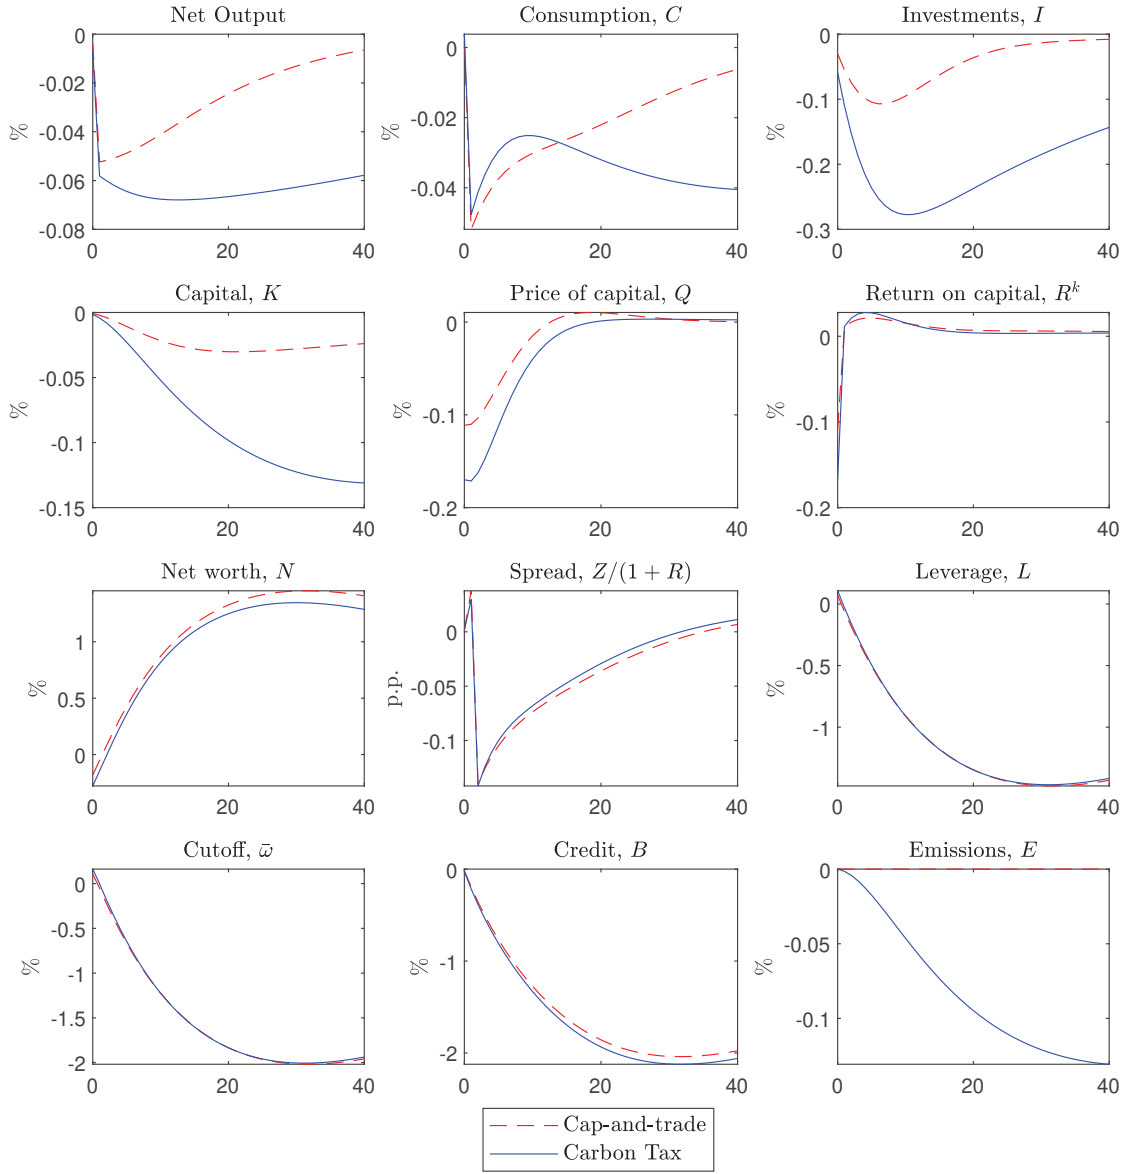 Net Output
Consumption, C
Investments, I
0
-0.02
-0.04
-0.06
-0.08
%
0 20 40
0
-0.02
-0.04
%
0 20 40
0
-0.1
-0.2
-0.3
%
0 20 40
Capital, K
Price of capital, Q
Return on capital, R^k
0
-0.05
-0.1
-0.15
%
0 20 40
0
-0.1
-0.2
%
0 20 40
0
-0.1
-0.2
%
0 20 40
Net worth, N
Spread, Z/(1 + R)
Leverage, L
1
0.5
0
%
0 20 40
0
-0.05
-0.1
p.p.
0 20 40
0
-1
%
0 20 40
Cutoff, ω̄
Credit, B
Emissions, E
0
-0.5
-1
-1.5
-2
%
0 20 40
0
-1
-2
%
0 20 40
0
-0.05
-0.1
%
0 20 40
Cap-and-trade
Carbon Tax